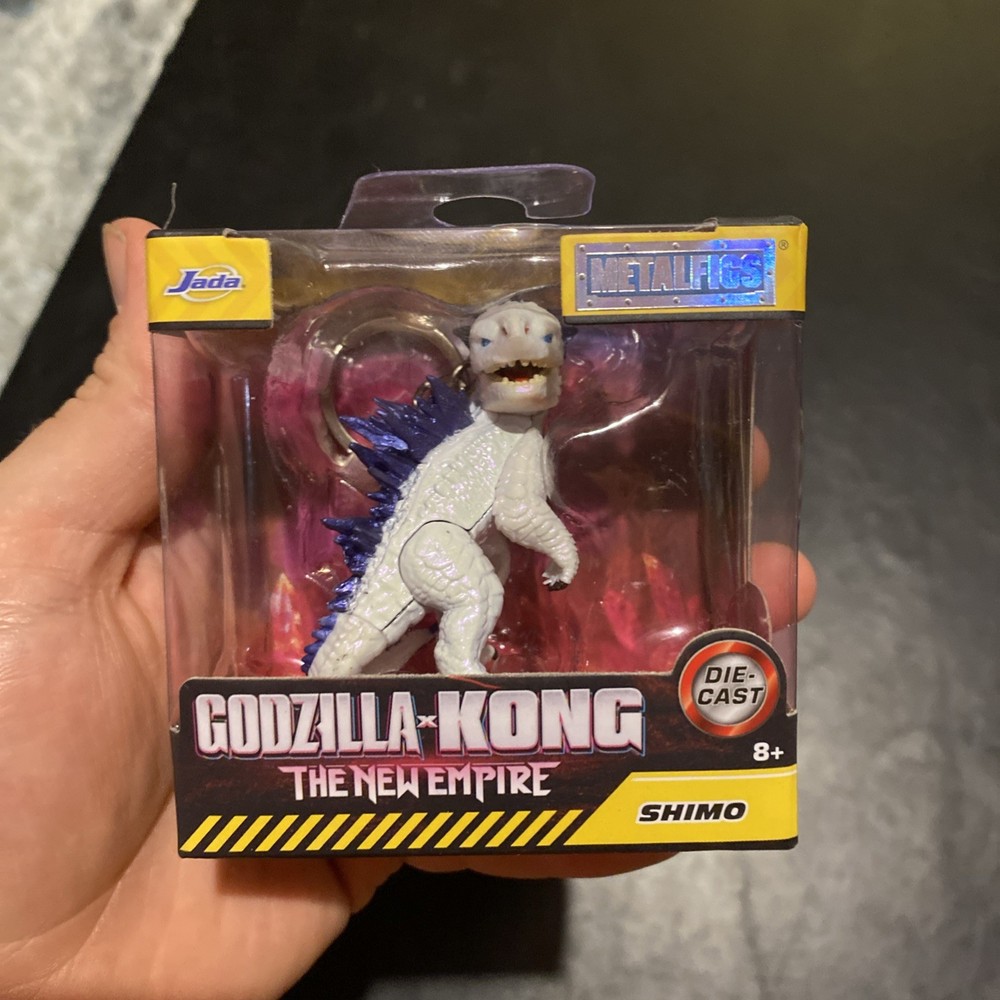 Jada
METALFIGS®
DIE-
CAST
GODZILLA x KONG
THE NEW EMPIRE
8+
SHIMO